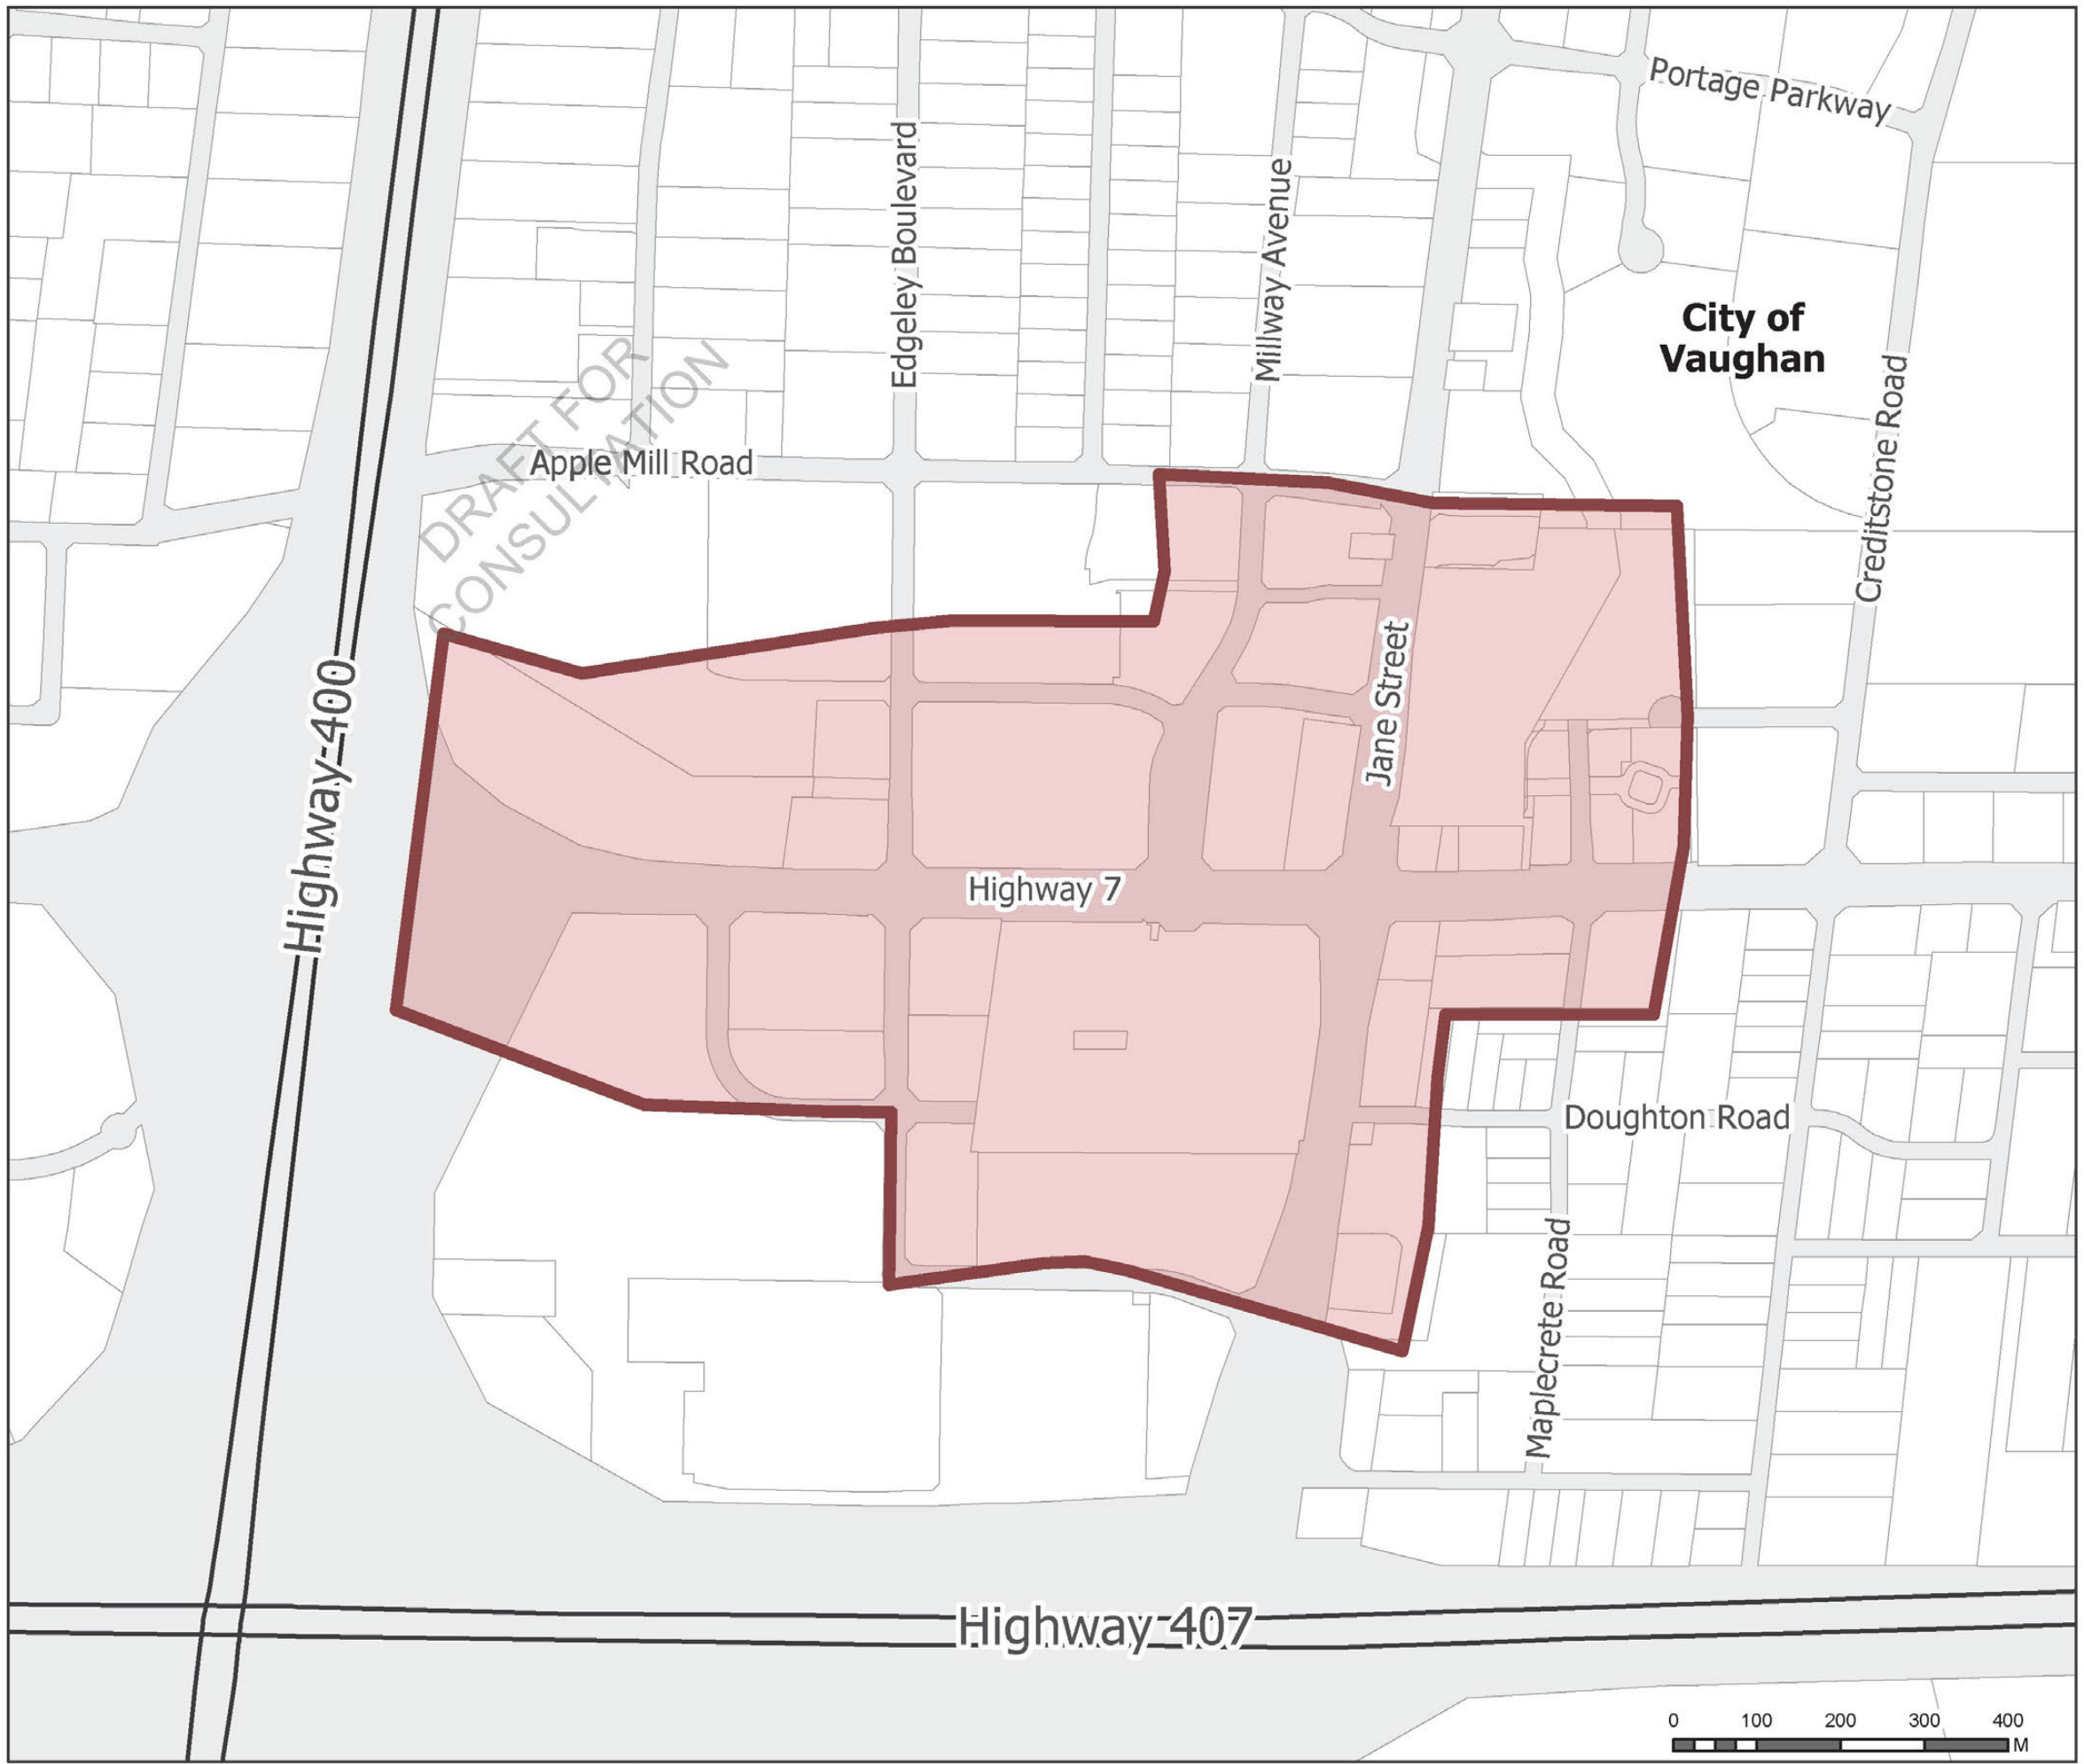 Portage Parkway
Edgeley Boulevard
Millway Avenue
City of
Vaughan
Creditstone Road
DRAFT FOR
CONSULTATION
Apple Mill Road
Highway 400
Jane Street
Highway 7
Doughton Road
Maplecrete Road
Highway 407
0 100 200 300 400
M